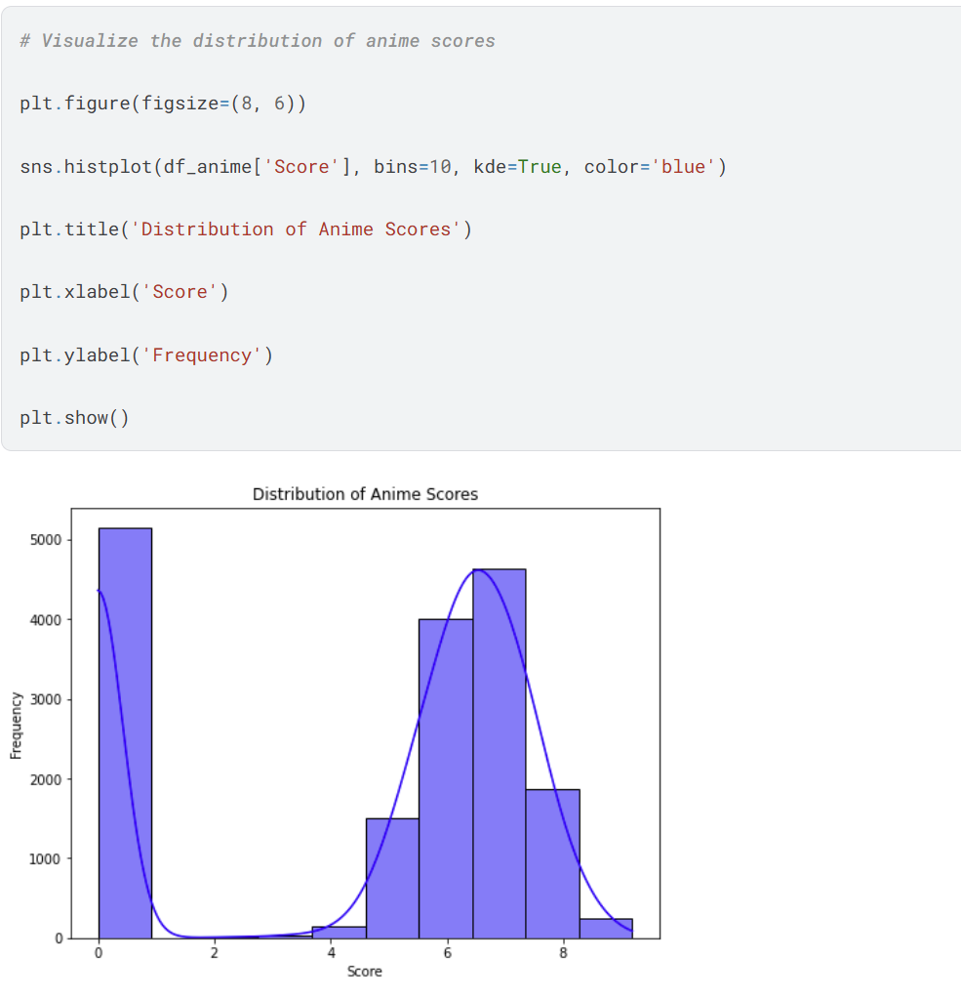 # Visualize the distribution of anime scores
plt.figure(figsize=(8, 6))
sns.histplot(df_anime['Score'], bins=10, kde=True, color='blue')
plt.title('Distribution of Anime Scores')
plt.xlabel('Score')
plt.ylabel('Frequency')
plt.show()
Distribution of Anime Scores
5000
4000
3000
2000
1000
0
Frequency
0 2 4 6 8
Score